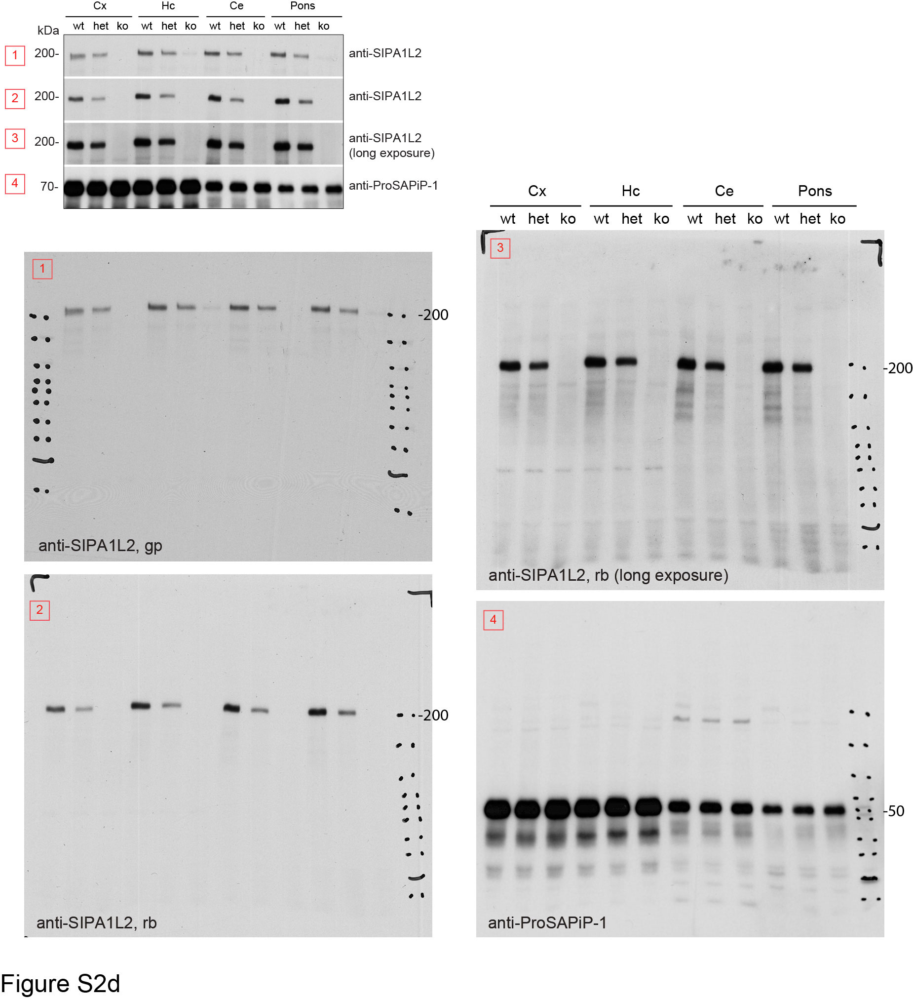 Cx Hc Ce Pons
kDa wt het ko wt het ko wt het ko wt het ko
1 200- anti-SIPA1L2
2 200- anti-SIPA1L2
3 200- anti-SIPA1L2
(long exposure)
4 70- anti-ProSAPiP-1
1
-200
anti-SIPA1L2, gp
2
-200
anti-SIPA1L2, rb
Cx Hc Ce Pons
wt het ko wt het ko wt het ko wt het ko
3
-200
anti-SIPA1L2, rb (long exposure)
4
-50
anti-ProSAPiP-1
Figure S2d